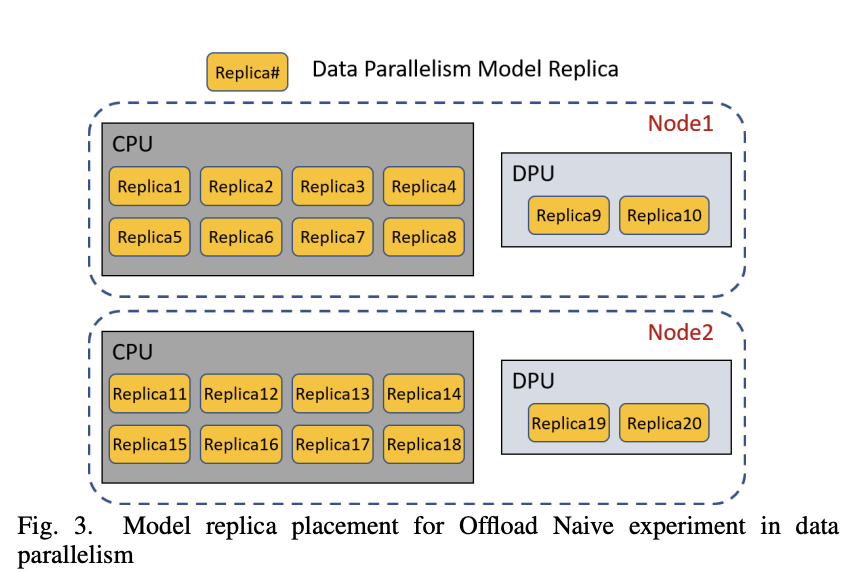 Replica# Data Parallelism Model Replica
Node1
CPU
Replica1 Replica2 Replica3 Replica4
Replica5 Replica6 Replica7 Replica8
DPU
Replica9 Replica10
Node2
CPU
Replica11 Replica12 Replica13 Replica14
Replica15 Replica16 Replica17 Replica18
DPU
Replica19 Replica20
Fig. 3. Model replica placement for Offload Naive experiment in data
parallelism